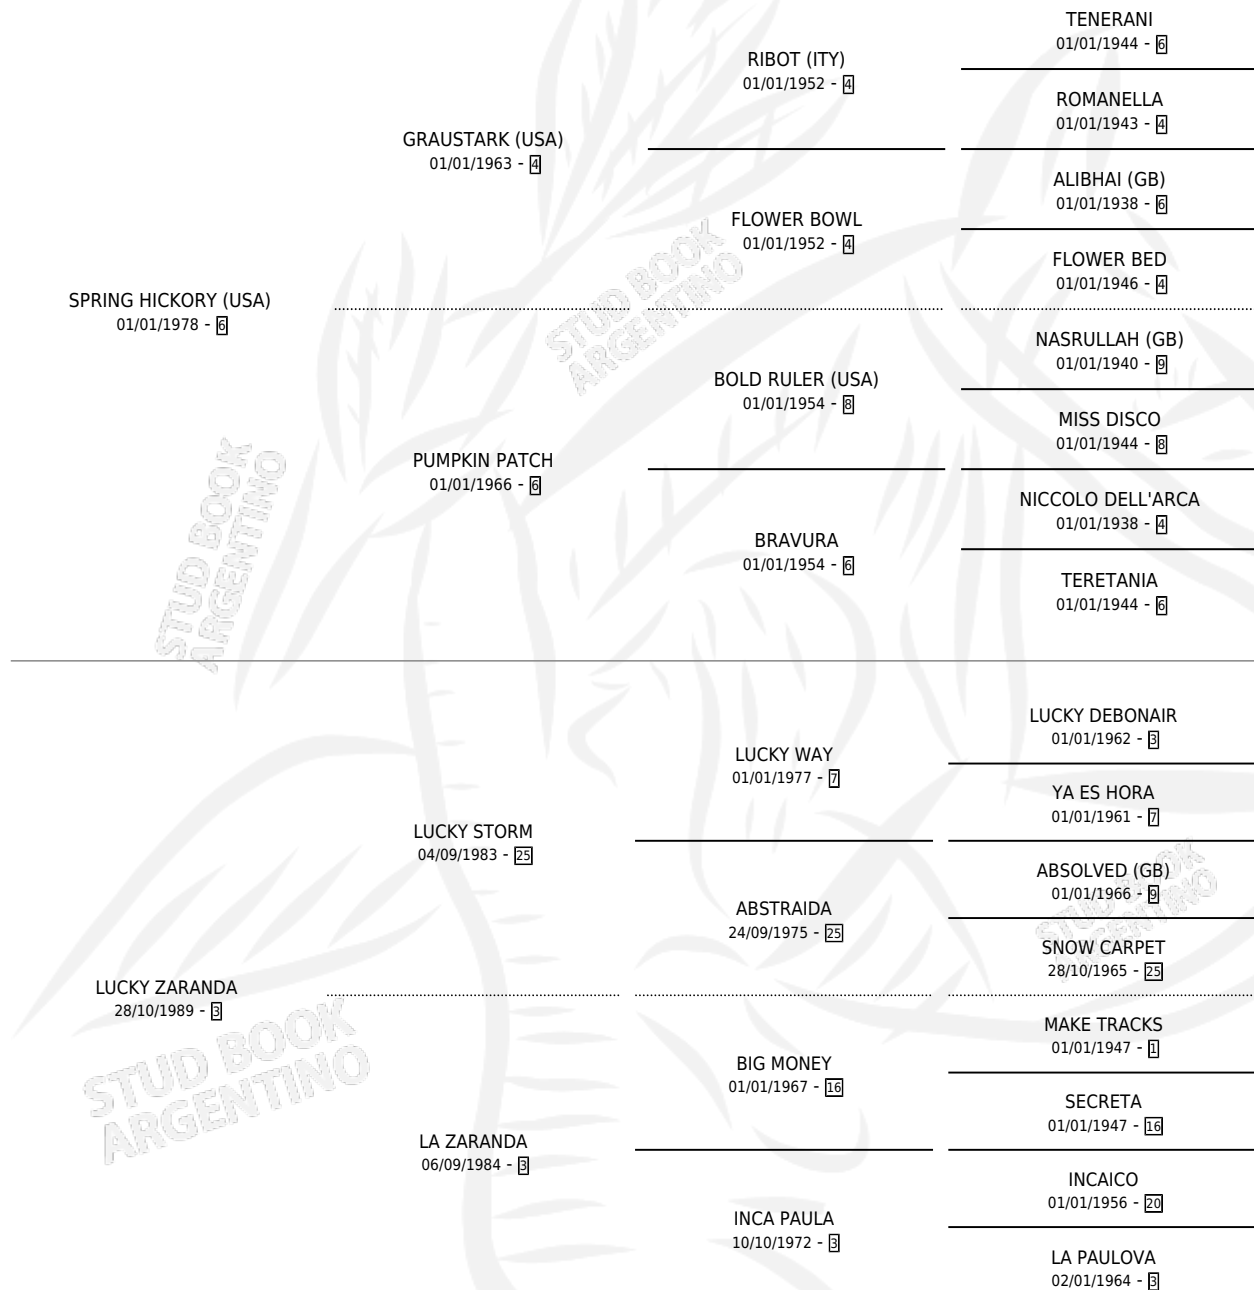 TENERANI
01/01/1944 - 6
RIBOT (ITY)
01/01/1952 - 4
ROMANELLA
01/01/1943 - 4
GRAUSTARK (USA)
01/01/1963 - 4
ALIBHAI (GB)
01/01/1938 - 6
FLOWER BOWL
01/01/1952 - 4
FLOWER BED
01/01/1946 - 4
SPRING HICKORY (USA)
01/01/1978 - 6
STUD BOOK
ARGENTINO
NASRULLAH (GB)
01/01/1940 - 9
BOLD RULER (USA)
01/01/1954 - 8
MISS DISCO
01/01/1944 - 8
PUMPKIN PATCH
01/01/1966 - 6
NICCOLO DELL'ARCA
01/01/1938 - 4
BRAVURA
01/01/1954 - 6
TERETANIA
01/01/1944 - 6
STUD BOOK
ARGENTINO
LUCKY DEBONAIR
01/01/1962 - 3
LUCKY WAY
01/01/1977 - 7
YA ES HORA
01/01/1961 - 7
LUCKY STORM
04/09/1983 - 25
ABSOLVED (GB)
01/01/1966 - 9
ABSTRAIDA
24/09/1975 - 25
SNOW CARPET
28/10/1965 - 25
STUD BOOK
ARGENTINO
LUCKY ZARANDA
28/10/1989 - 3
MAKE TRACKS
01/01/1947 - 1
BIG MONEY
01/01/1967 - 16
SECRETA
01/01/1947 - 16
STUD BOOK
ARGENTINO
LA ZARANDA
06/09/1984 - 3
INCAICO
01/01/1956 - 20
INCA PAULA
10/10/1972 - 3
LA PAULOVA
02/01/1964 - 3